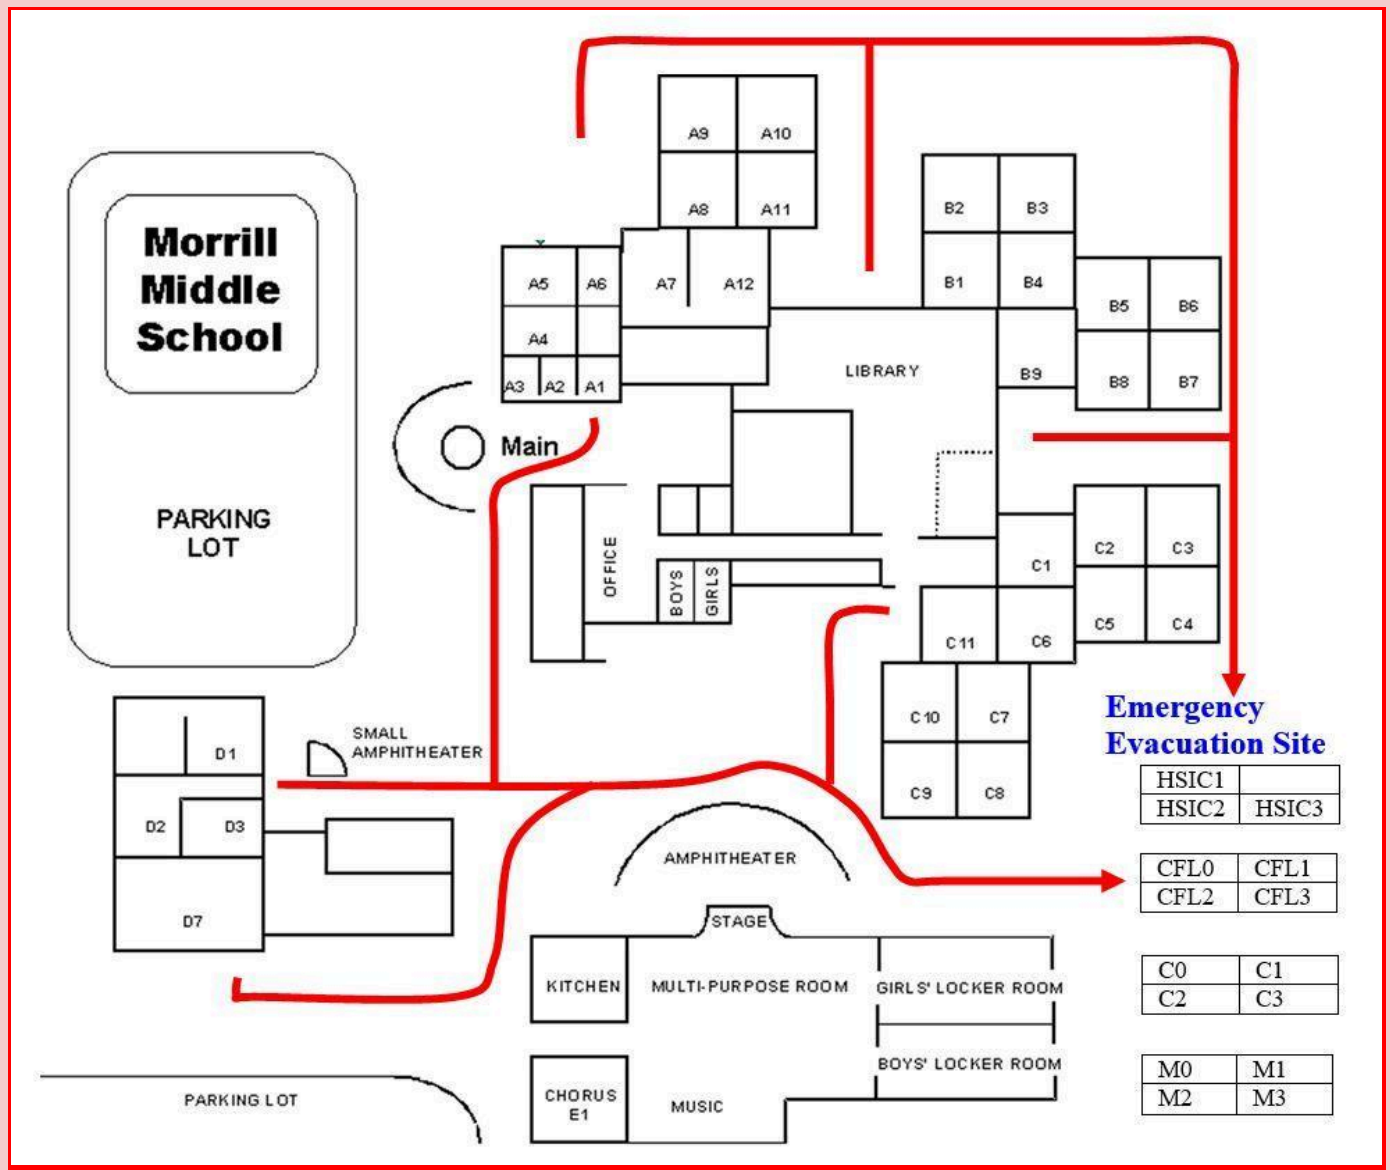 Morrill
Middle
School
PARKING
LOT
A9
A10
A8
A11
A5
A6
A7
A12
A4
A3
A2
A1
B2
B3
B1
B4
B5
B6
B8
B7
B9
LIBRARY
Main
OFFICE
BOYS
GIRLS
C1
C2
C3
C5
C4
C11
C6
C10
C7
C9
C8
Emergency
Evacuation Site
HSIC1
HSIC2 HSIC3
CFL0 CFL1
CFL2 CFL3
C0 C1
C2 C3
M0 M1
M2 M3
SMALL
AMPHITHEATER
D1
D2
D3
D7
AMPHITHEATER
STAGE
KITCHEN
MULTI-PURPOSE ROOM
GIRLS' LOCKER ROOM
BOYS' LOCKER ROOM
CHORUS
E1
MUSIC
PARKING LOT